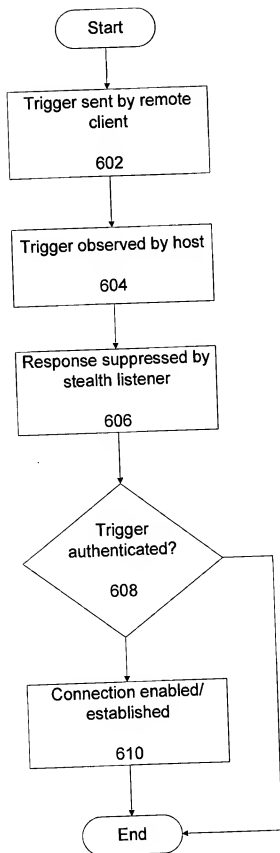 Start
Trigger sent by remote
client
602
Trigger observed by host
604
Response suppressed by
stealth listener
606
Trigger
authenticated?
608
Connection enabled/
established
610
End